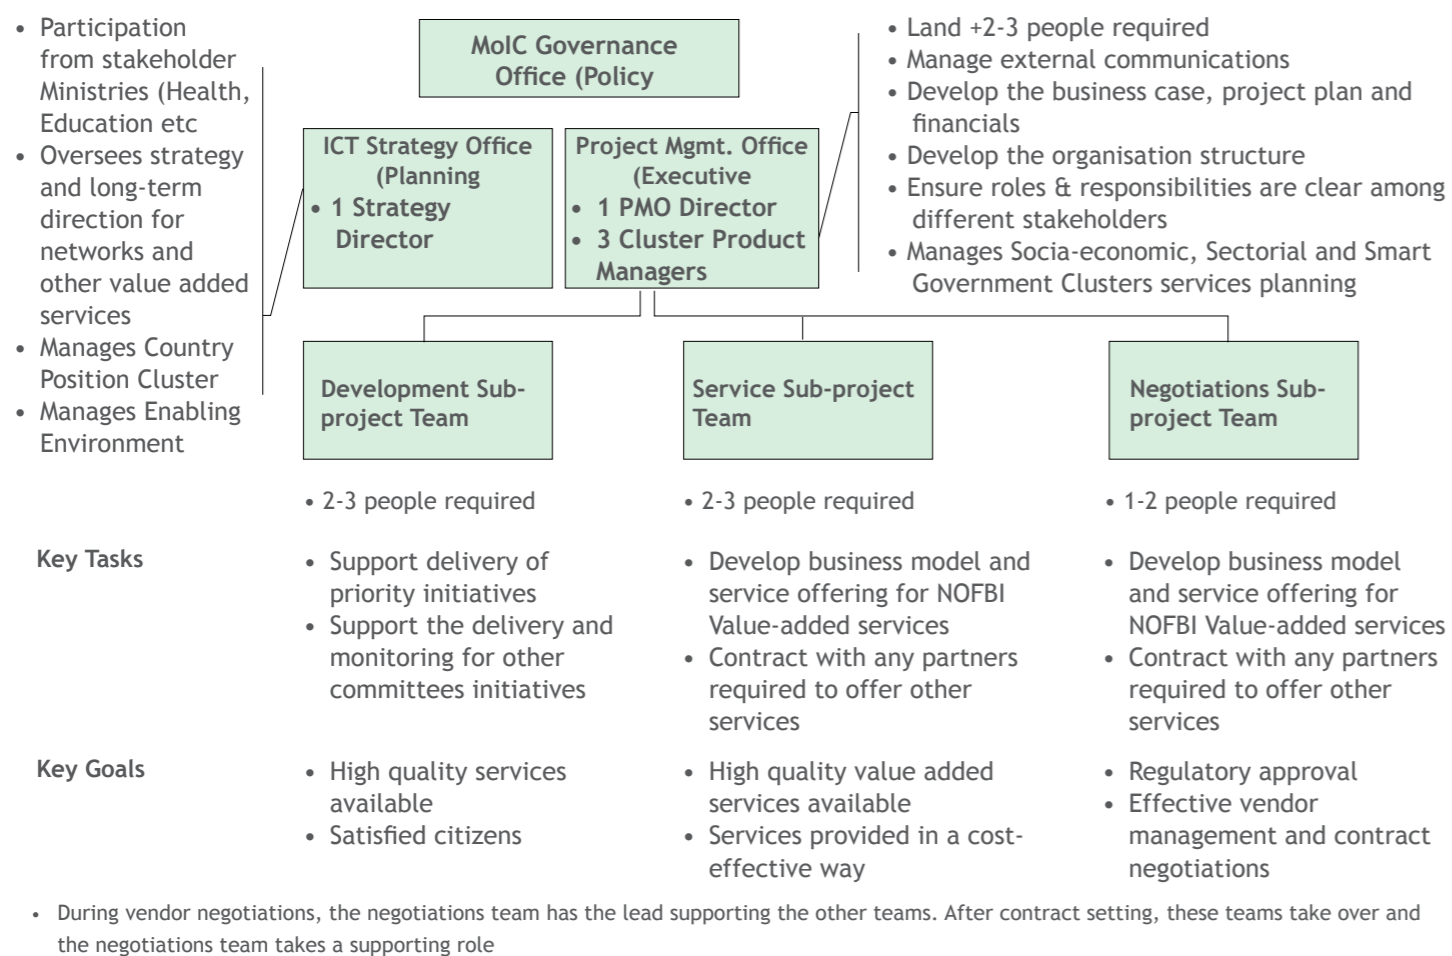 • Participation
from stakeholder
Ministries (Health,
Education etc
• Oversees strategy
and long-term
direction for
networks and
other value added
services
• Manages Country
Position Cluster
• Manages Enabling
Environment
MoIC Governance
Office (Policy
ICT Strategy Office
(Planning
• 1 Strategy
Director
Project Mgmt. Office
(Executive
• 1 PMO Director
• 3 Cluster Product
Managers
• Land +2-3 people required
• Manage external communications
• Develop the business case, project plan and
financials
• Develop the organisation structure
• Ensure roles & responsibilities are clear among
different stakeholders
• Manages Socia-economic, Sectorial and Smart
Government Clusters services planning
Development Sub-
project Team
Service Sub-project
Team
Negotiations Sub-
project Team
• 2-3 people required
• 2-3 people required
• 1-2 people required
Key Tasks
• Support delivery of
priority initiatives
• Support the delivery and
monitoring for other
committees initiatives
• Develop business model and
service offering for NOFBI
Value-added services
• Contract with any partners
required to offer other
services
• Develop business model
and service offering for
NOFBI Value-added services
• Contract with any partners
required to offer other
services
Key Goals
• High quality services
available
• Satisfied citizens
• High quality value added
services available
• Services provided in a cost-
effective way
• Regulatory approval
• Effective vendor
management and contract
negotiations
• During vendor negotiations, the negotiations team has the lead supporting the other teams. After contract setting, these teams take over and
the negotiations team takes a supporting role